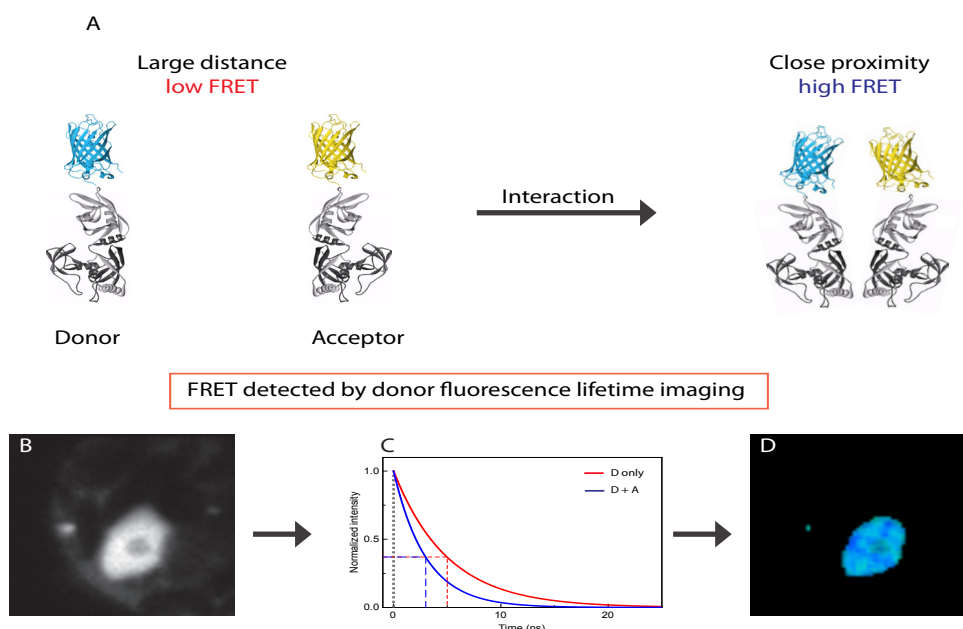 A
Large distance
low FRET
Close proximity
high FRET
Interaction
Donor
Acceptor
FRET detected by donor fluorescence lifetime imaging
B
C
D
Normalized intensity
1.0
0.5
0.0
D only
D + A
0
10
20
Time (ns)